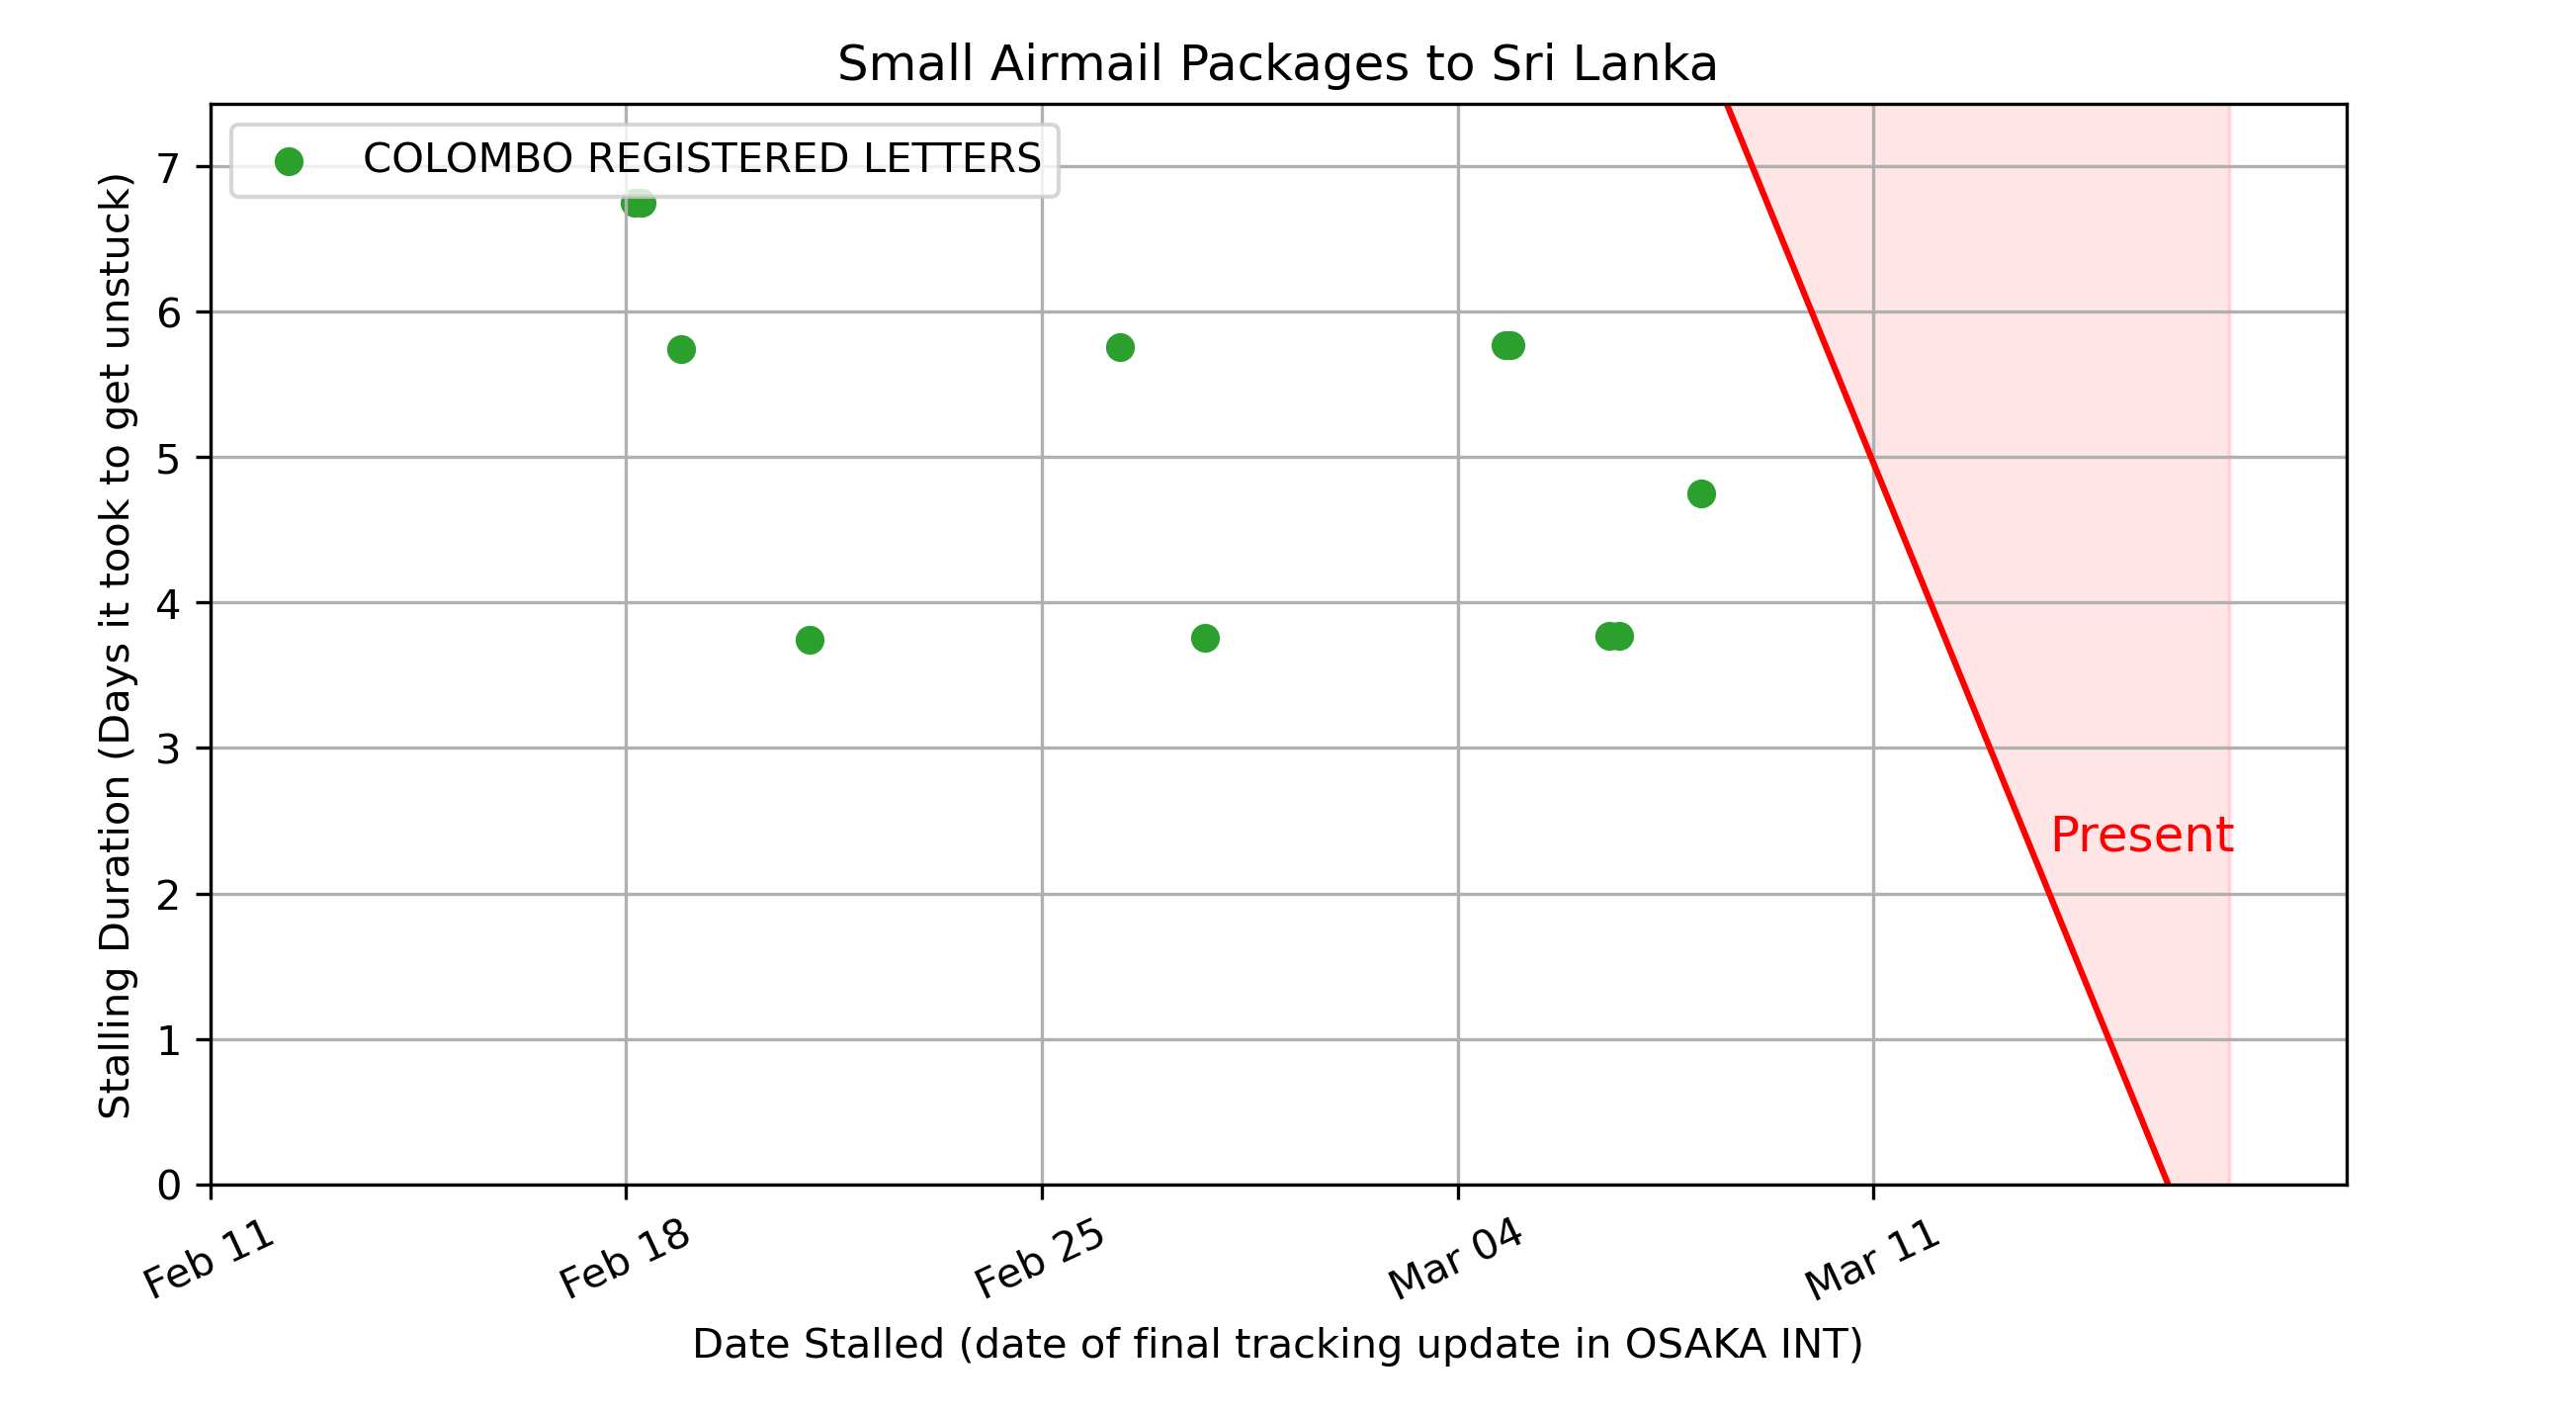 Small Airmail Packages to Sri Lanka
COLOMBO REGISTERED LETTERS
Stalling Duration (Days it took to get unstuck)
7
6
5
4
3
2
1
0
Present
Feb 11
Feb 18
Feb 25
Mar 04
Mar 11
Date Stalled (date of final tracking update in OSAKA INT)